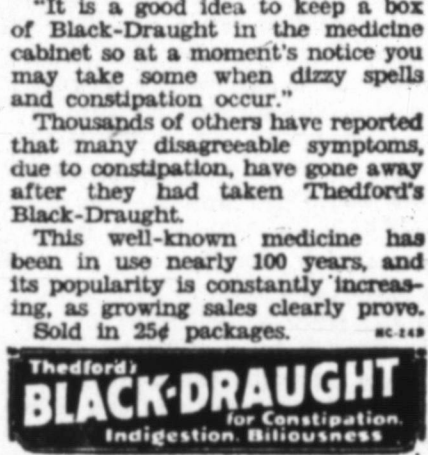 "It is a good idea to keep a box
of Black-Draught in the medicine
cabinet so at a moment's notice you
may take some when dizzy spells
and constipation occur."
Thousands of others have reported
that many disagreeable symptoms,
due to constipation, have gone away
after they had taken Thedford's
Black-Draught.
This well-known medicine has
been in use nearly 100 years, and
its popularity is constantly increas-
ing, as growing sales clearly prove.
Sold in 25¢ packages. NC-14D
Thedford's
BLACK-DRAUGHT
for Constipation,
Indigestion, Biliousness